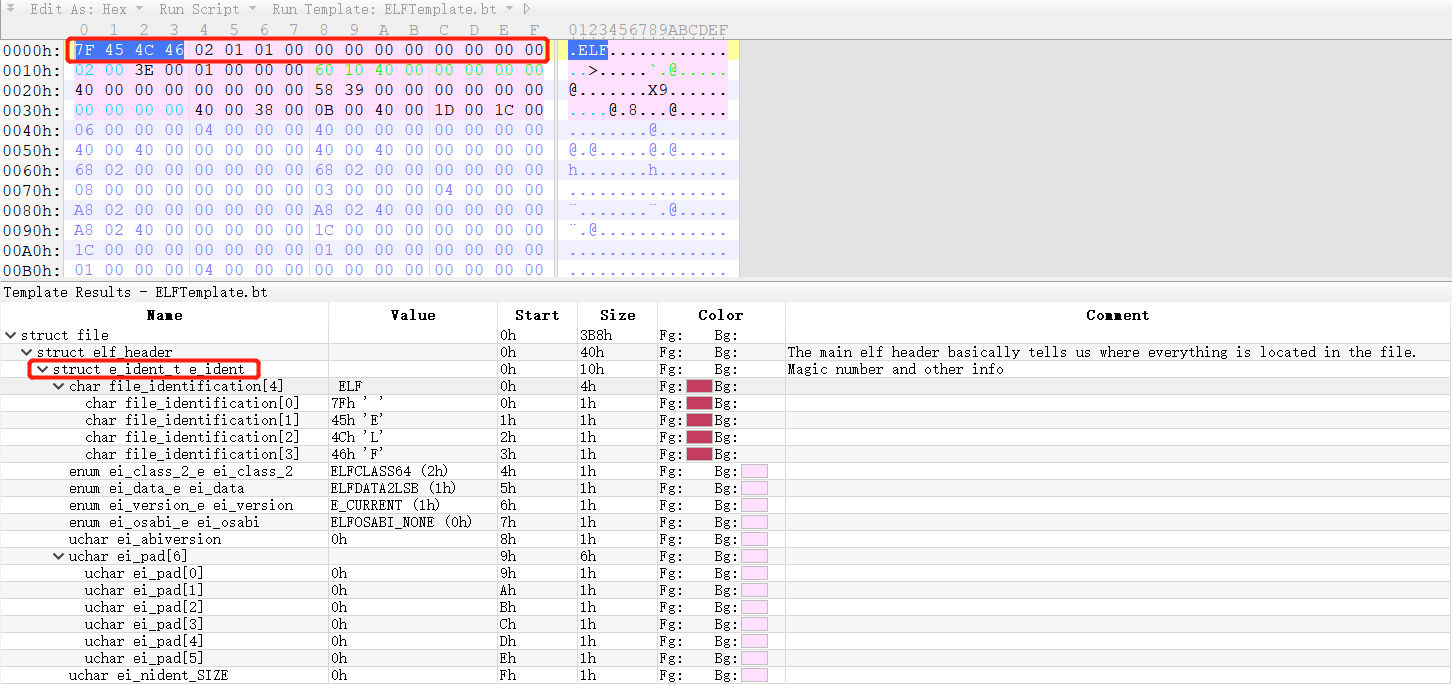 Edit As: Hex Run Script Run Template: ELFTemplate.bt
0 1 2 3 4 5 6 7 8 9 A B C D E F 0123456789ABCDEF
0000h: 7F 45 4C 46 02 01 01 00 00 00 00 00 00 00 00 00 .ELF............
0010h: 02 00 3E 00 01 00 00 00 60 10 40 00 00 00 00 00 ..>.....`.@.....
0020h: 40 00 00 00 00 00 00 00 58 39 00 00 00 00 00 00 @.......X9......
0030h: 00 00 00 00 40 00 38 00 0B 00 40 00 1D 00 1C 00 ....@.8...@.....
0040h: 06 00 00 00 04 00 00 00 40 00 00 00 00 00 00 00 ........@.......
0050h: 40 00 40 00 00 00 00 00 40 00 40 00 00 00 00 00 @.@.....@.@.....
0060h: 68 02 00 00 00 00 00 00 68 02 00 00 00 00 00 00 h.......h.......
0070h: 08 00 00 00 00 00 00 00 03 00 00 00 04 00 00 00 ................
0080h: A8 02 00 00 00 00 00 00 A8 02 40 00 00 00 00 00 ¨.......¨.@.....
0090h: A8 02 40 00 00 00 00 00 1C 00 00 00 00 00 00 00 ¨.@.............
00A0h: 1C 00 00 00 00 00 00 00 01 00 00 00 00 00 00 00 ................
00B0h: 01 00 00 00 04 00 00 00 00 00 00 00 00 00 00 00 ................
Template Results - ELFTemplate.bt
Name Value Start Size Color Comment
struct file 0h 3B8h Fg: Bg:
struct elf_header 0h 40h Fg: Bg: The main elf header basically tells us where everything is located in the file.
struct e_ident_t e_ident 0h 10h Fg: Bg: Magic number and other info
char file_identification[4] ELF 0h 4h Fg: Bg:
char file_identification[0] 7Fh ' ' 0h 1h Fg: Bg:
char file_identification[1] 45h 'E' 1h 1h Fg: Bg:
char file_identification[2] 4Ch 'L' 2h 1h Fg: Bg:
char file_identification[3] 46h 'F' 3h 1h Fg: Bg:
enum ei_class_2_e ei_class_2 ELFCLASS64 (2h) 4h 1h Fg: Bg:
enum ei_data_e ei_data ELFDATA2LSB (1h) 5h 1h Fg: Bg:
enum ei_version_e ei_version E_CURRENT (1h) 6h 1h Fg: Bg:
enum ei_osabi_e ei_osabi ELFOSABI_NONE (0h) 7h 1h Fg: Bg:
uchar ei_abiversion 0h 8h 1h Fg: Bg:
uchar ei_pad[6] 9h 6h Fg: Bg:
uchar ei_pad[0] 0h 9h 1h Fg: Bg:
uchar ei_pad[1] 0h Ah 1h Fg: Bg:
uchar ei_pad[2] 0h Bh 1h Fg: Bg:
uchar ei_pad[3] 0h Ch 1h Fg: Bg:
uchar ei_pad[4] 0h Dh 1h Fg: Bg:
uchar ei_pad[5] 0h Eh 1h Fg: Bg:
uchar ei_nident_SIZE 0h Fh 1h Fg: Bg: